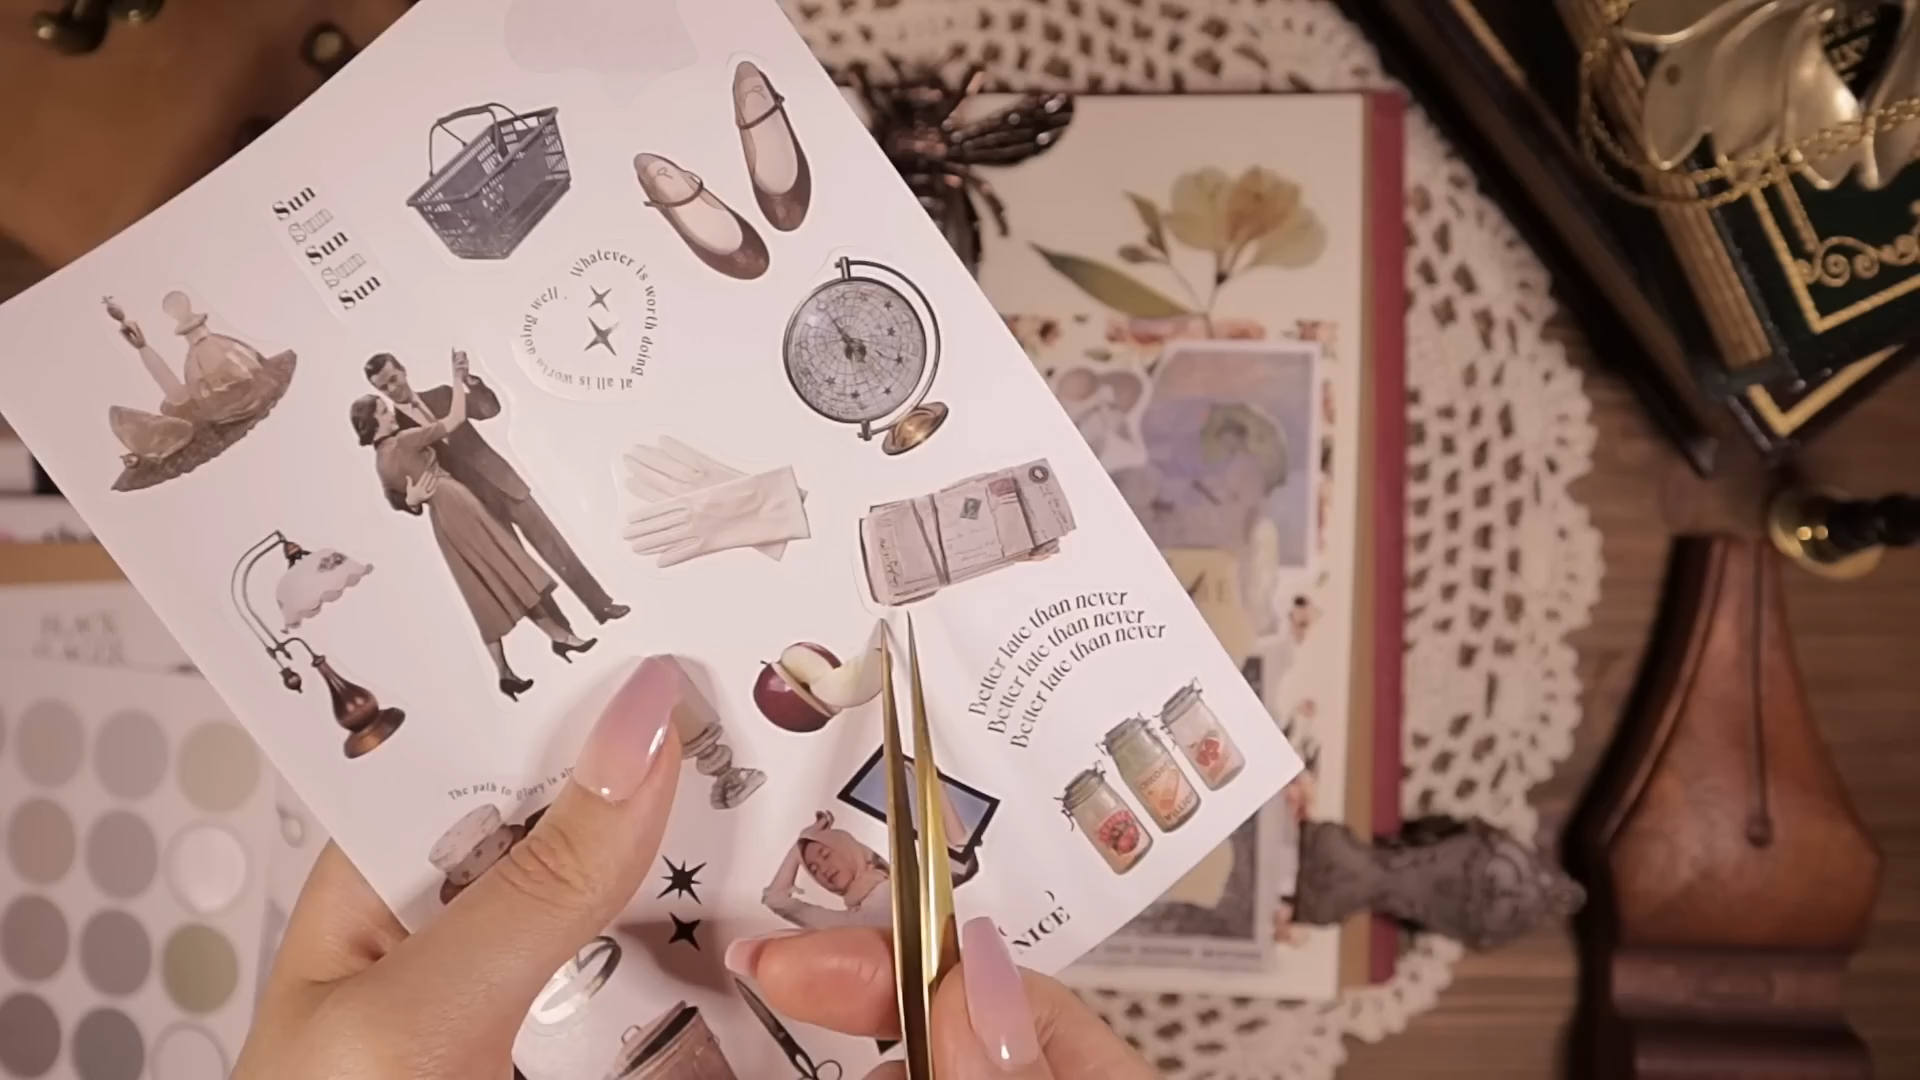 Sun
Sun
Sun
Sun
Sun
Whatever is worth doing
at all is worth doing well .
Better late than never
Better late than never
Better late than never
The path to glory is
NICE